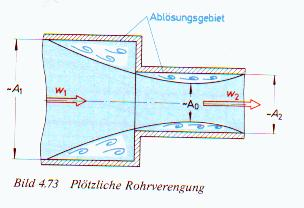 Ablösungsgebiet
~A₁
w₁
~A₀
w₂
~A₂
Bild 4.73 Plötzliche Rohrverengung